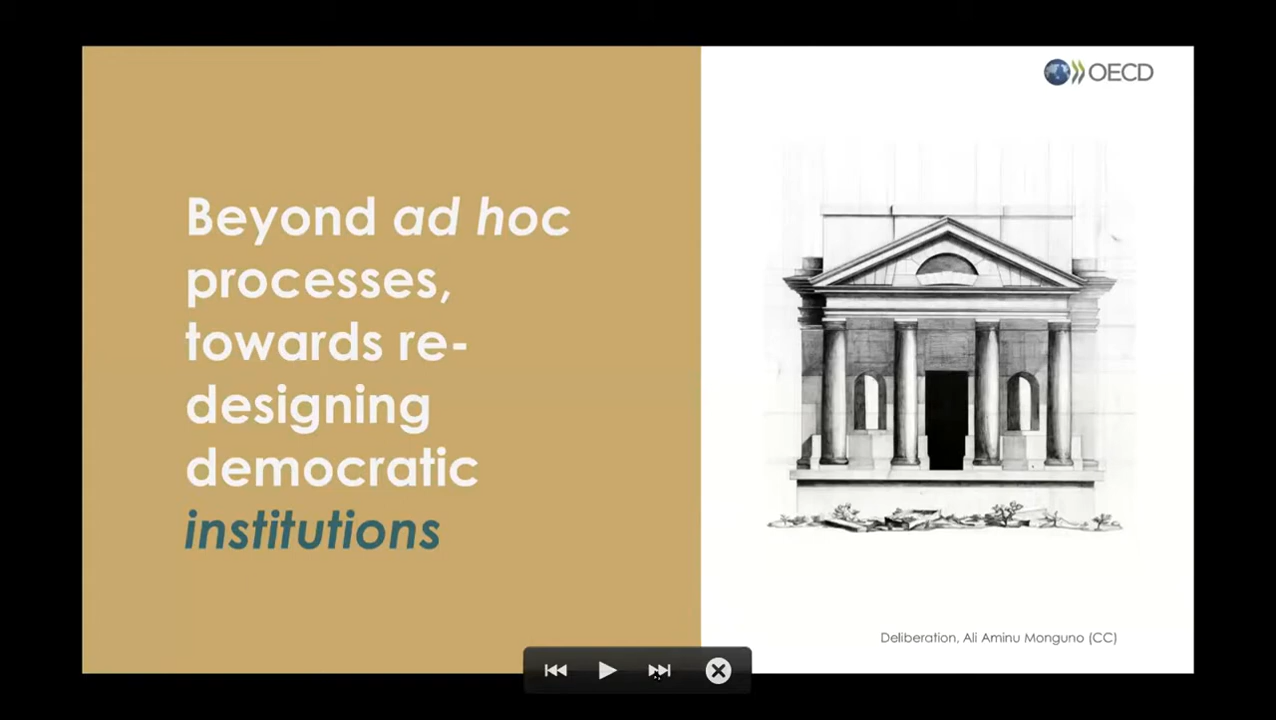 OECD
Beyond ad hoc
processes,
towards re-
designing
democratic
institutions
Deliberation, Ali Aminu Monguno (CC)